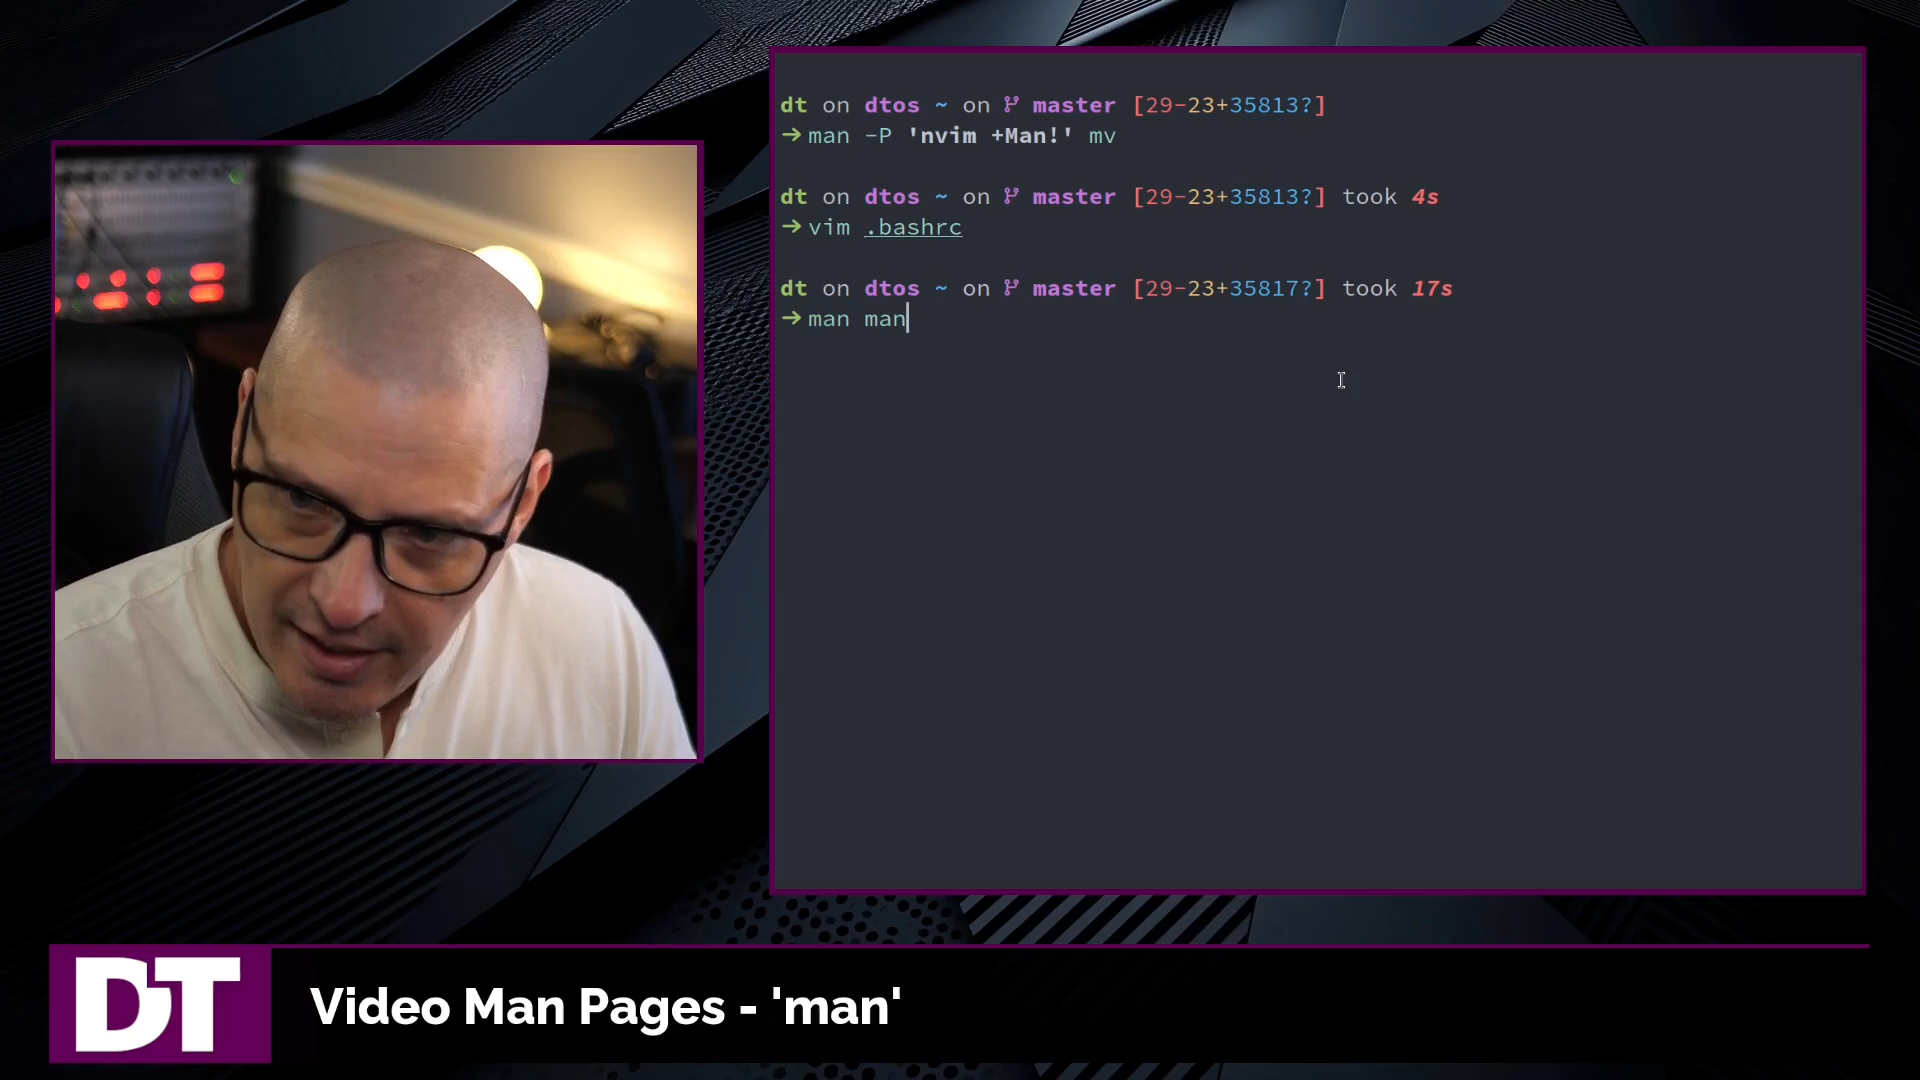 dt on dtos ~ on master [29-23+35813?]
→ man -P 'nvim +Man!' mv
dt on dtos ~ on master [29-23+35813?] took 4s
→ vim .bashrc
dt on dtos ~ on master [29-23+35817?] took 17s
→ man man
DT
Video Man Pages - 'man'